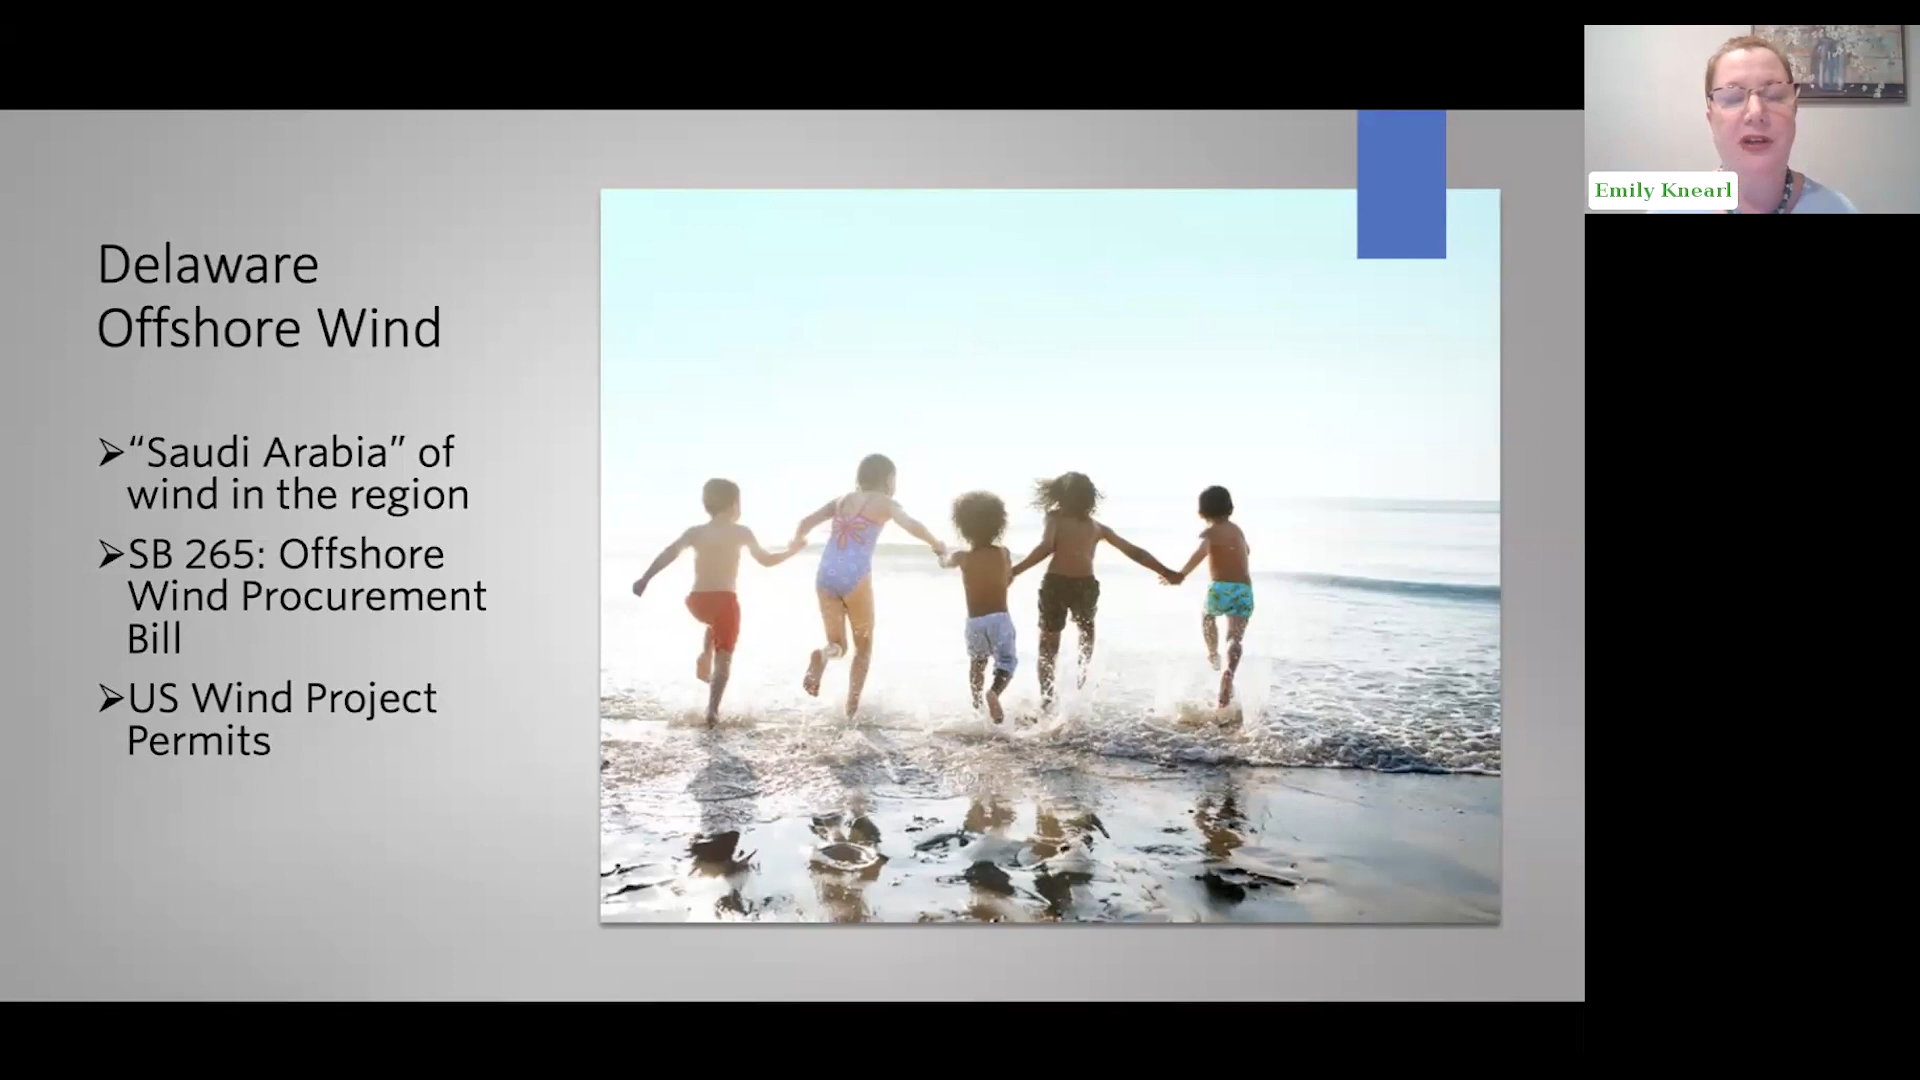 Delaware
Offshore Wind
➢“Saudi Arabia” of
wind in the region
➢SB 265: Offshore
Wind Procurement
Bill
➢US Wind Project
Permits
Emily Knearl